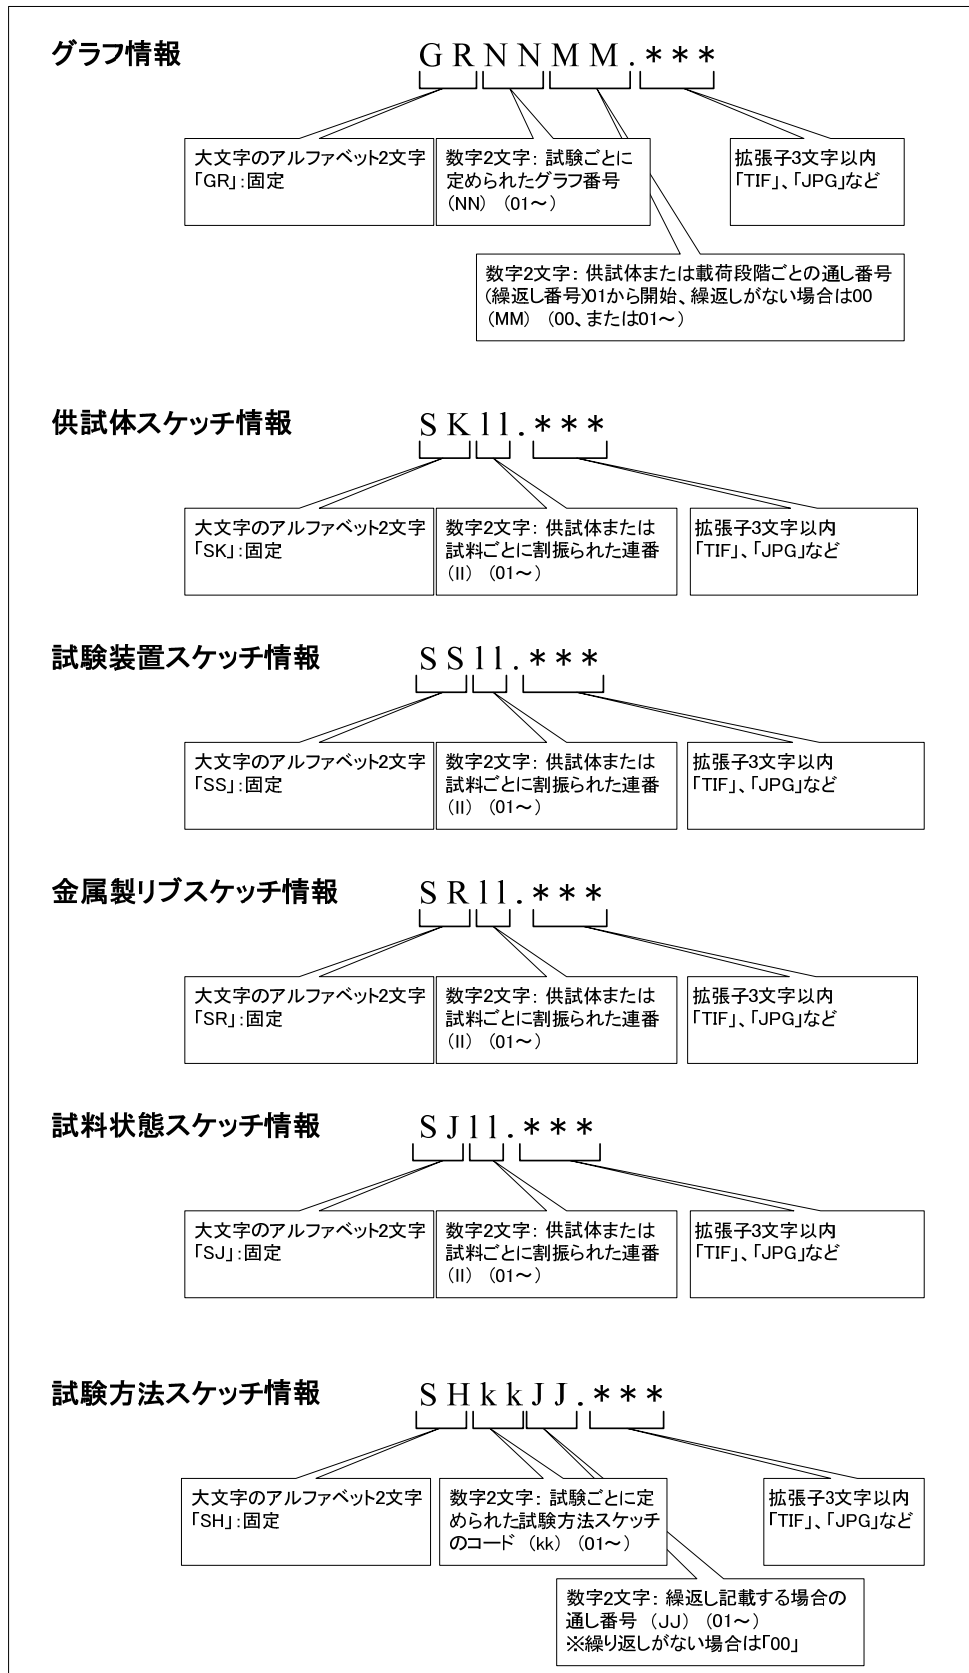 グラフ情報
GRNNMM.***
大文字のアルファベット2文字
「GR」：固定
数字2文字： 試験ごとに
定められたグラフ番号
(NN) (01～)
拡張子3文字以内
「TIF」、「JPG」など
数字2文字： 供試体または載荷段階ごとの通し番号
(繰返し番号)01から開始、繰返しがない場合は00
(MM) (00、または01～)
供試体スケッチ情報
SKll.***
大文字のアルファベット2文字
「SK」：固定
数字2文字： 供試体または
試料ごとに割振られた連番
(ll) (01～)
拡張子3文字以内
「TIF」、「JPG」など
試験装置スケッチ情報
SSll.***
大文字のアルファベット2文字
「SS」：固定
数字2文字： 供試体または
試料ごとに割振られた連番
(ll) (01～)
拡張子3文字以内
「TIF」、「JPG」など
金属製リブスケッチ情報
SRll.***
大文字のアルファベット2文字
「SR」：固定
数字2文字： 供試体または
試料ごとに割振られた連番
(ll) (01～)
拡張子3文字以内
「TIF」、「JPG」など
試料状態スケッチ情報
SJll.***
大文字のアルファベット2文字
「SJ」：固定
数字2文字： 供試体または
試料ごとに割振られた連番
(ll) (01～)
拡張子3文字以内
「TIF」、「JPG」など
試験方法スケッチ情報
SHkkJJ.***
大文字のアルファベット2文字
「SH」：固定
数字2文字： 試験ごとに定
められた試験方法スケッチ
のコード (kk) (01～)
拡張子3文字以内
「TIF」、「JPG」など
数字2文字： 繰返し記載する場合の
通し番号 (JJ) (01～)
※繰り返しがない場合は「00」